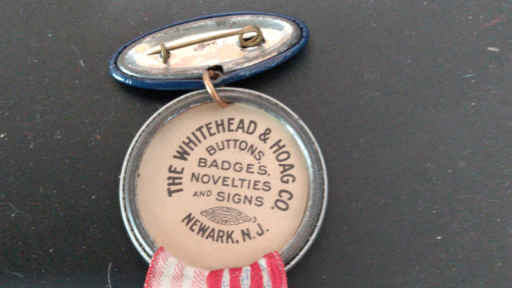 THE WHITEHEAD & HOAG CO.
BUTTONS,
BADGES,
NOVELTIES
AND SIGNS
NEWARK, N. J.